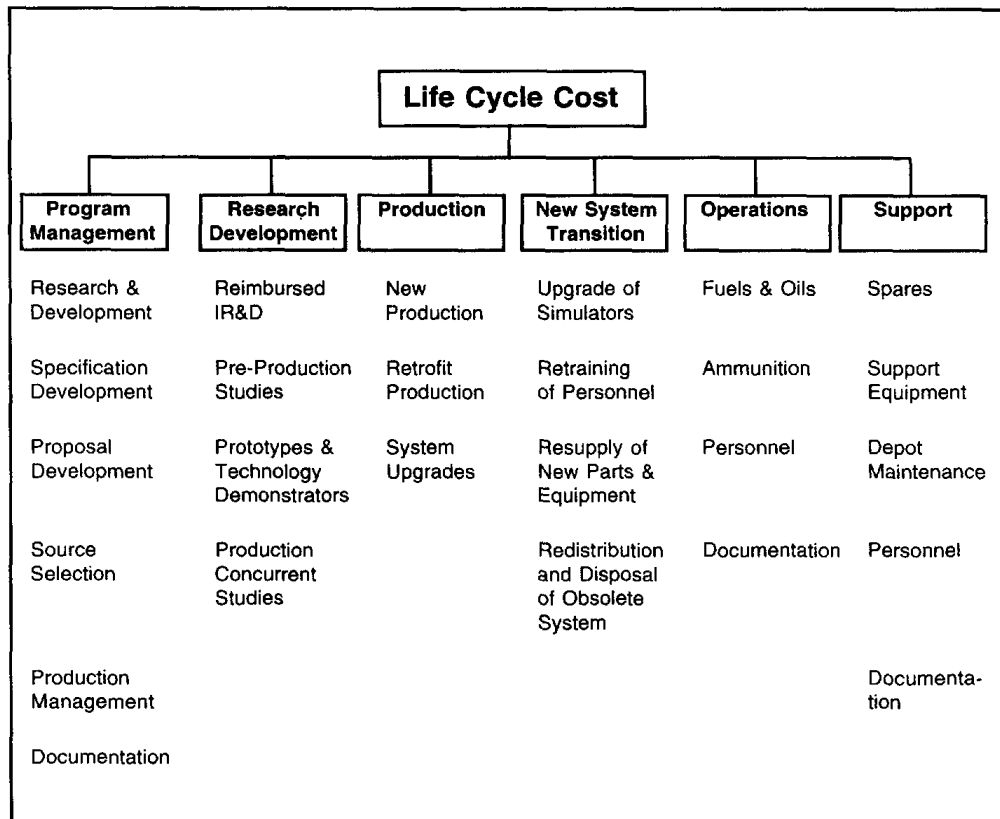 Life Cycle Cost
Program
Management
Research
Development
Production
New System
Transition
Operations
Support
Research &
Development
Specification
Development
Proposal
Development
Source
Selection
Production
Management
Documentation
Reimbursed
IR&D
Pre-Production
Studies
Prototypes &
Technology
Demonstrators
Production
Concurrent
Studies
New
Production
Retrofit
Production
System
Upgrades
Upgrade of
Simulators
Retraining
of Personnel
Resupply of
New Parts &
Equipment
Redistribution
and Disposal
of Obsolete
System
Fuels & Oils
Ammunition
Personnel
Documentation
Spares
Support
Equipment
Depot
Maintenance
Personnel
Documenta-
tion